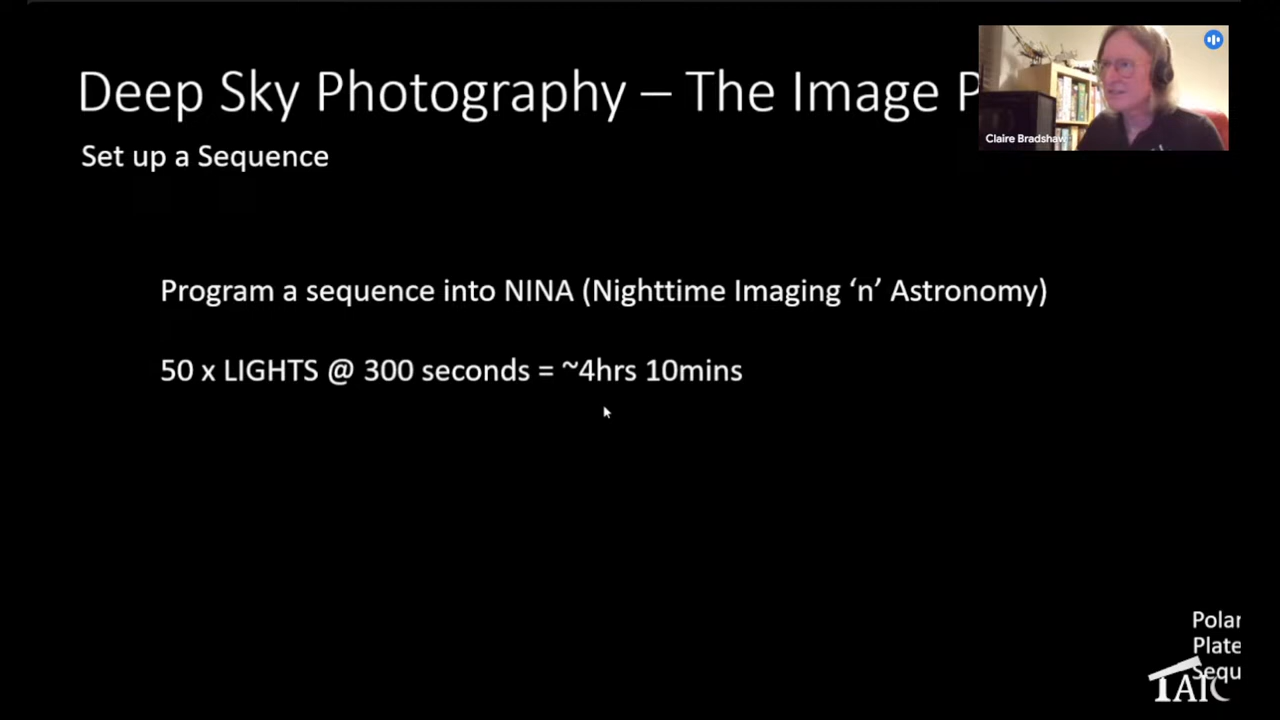 Deep Sky Photography – The Image P
Claire Bradshaw
Set up a Sequence
Program a sequence into NINA (Nighttime Imaging ‘n’ Astronomy)
50 x LIGHTS @ 300 seconds = ~4hrs 10mins
Polar
Plate
Sequ
TAIC